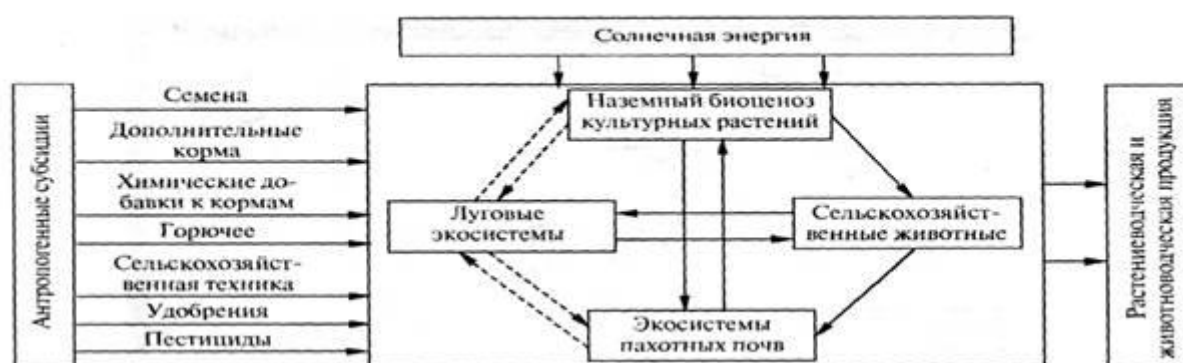 Солнечная энергия
Антропогенные субсидии
Семена
Дополнительные
корма
Химические до-
бавки к кормам
Горючее
Сельскохозяйст-
венная техника
Удобрения
Пестициды
Наземный биоценоз
культурных растений
Луговые
экосистемы
Сельскохозяйст-
венные животные
Экосистемы
пахотных почв
Растениеводческая и
животноводческая продукция